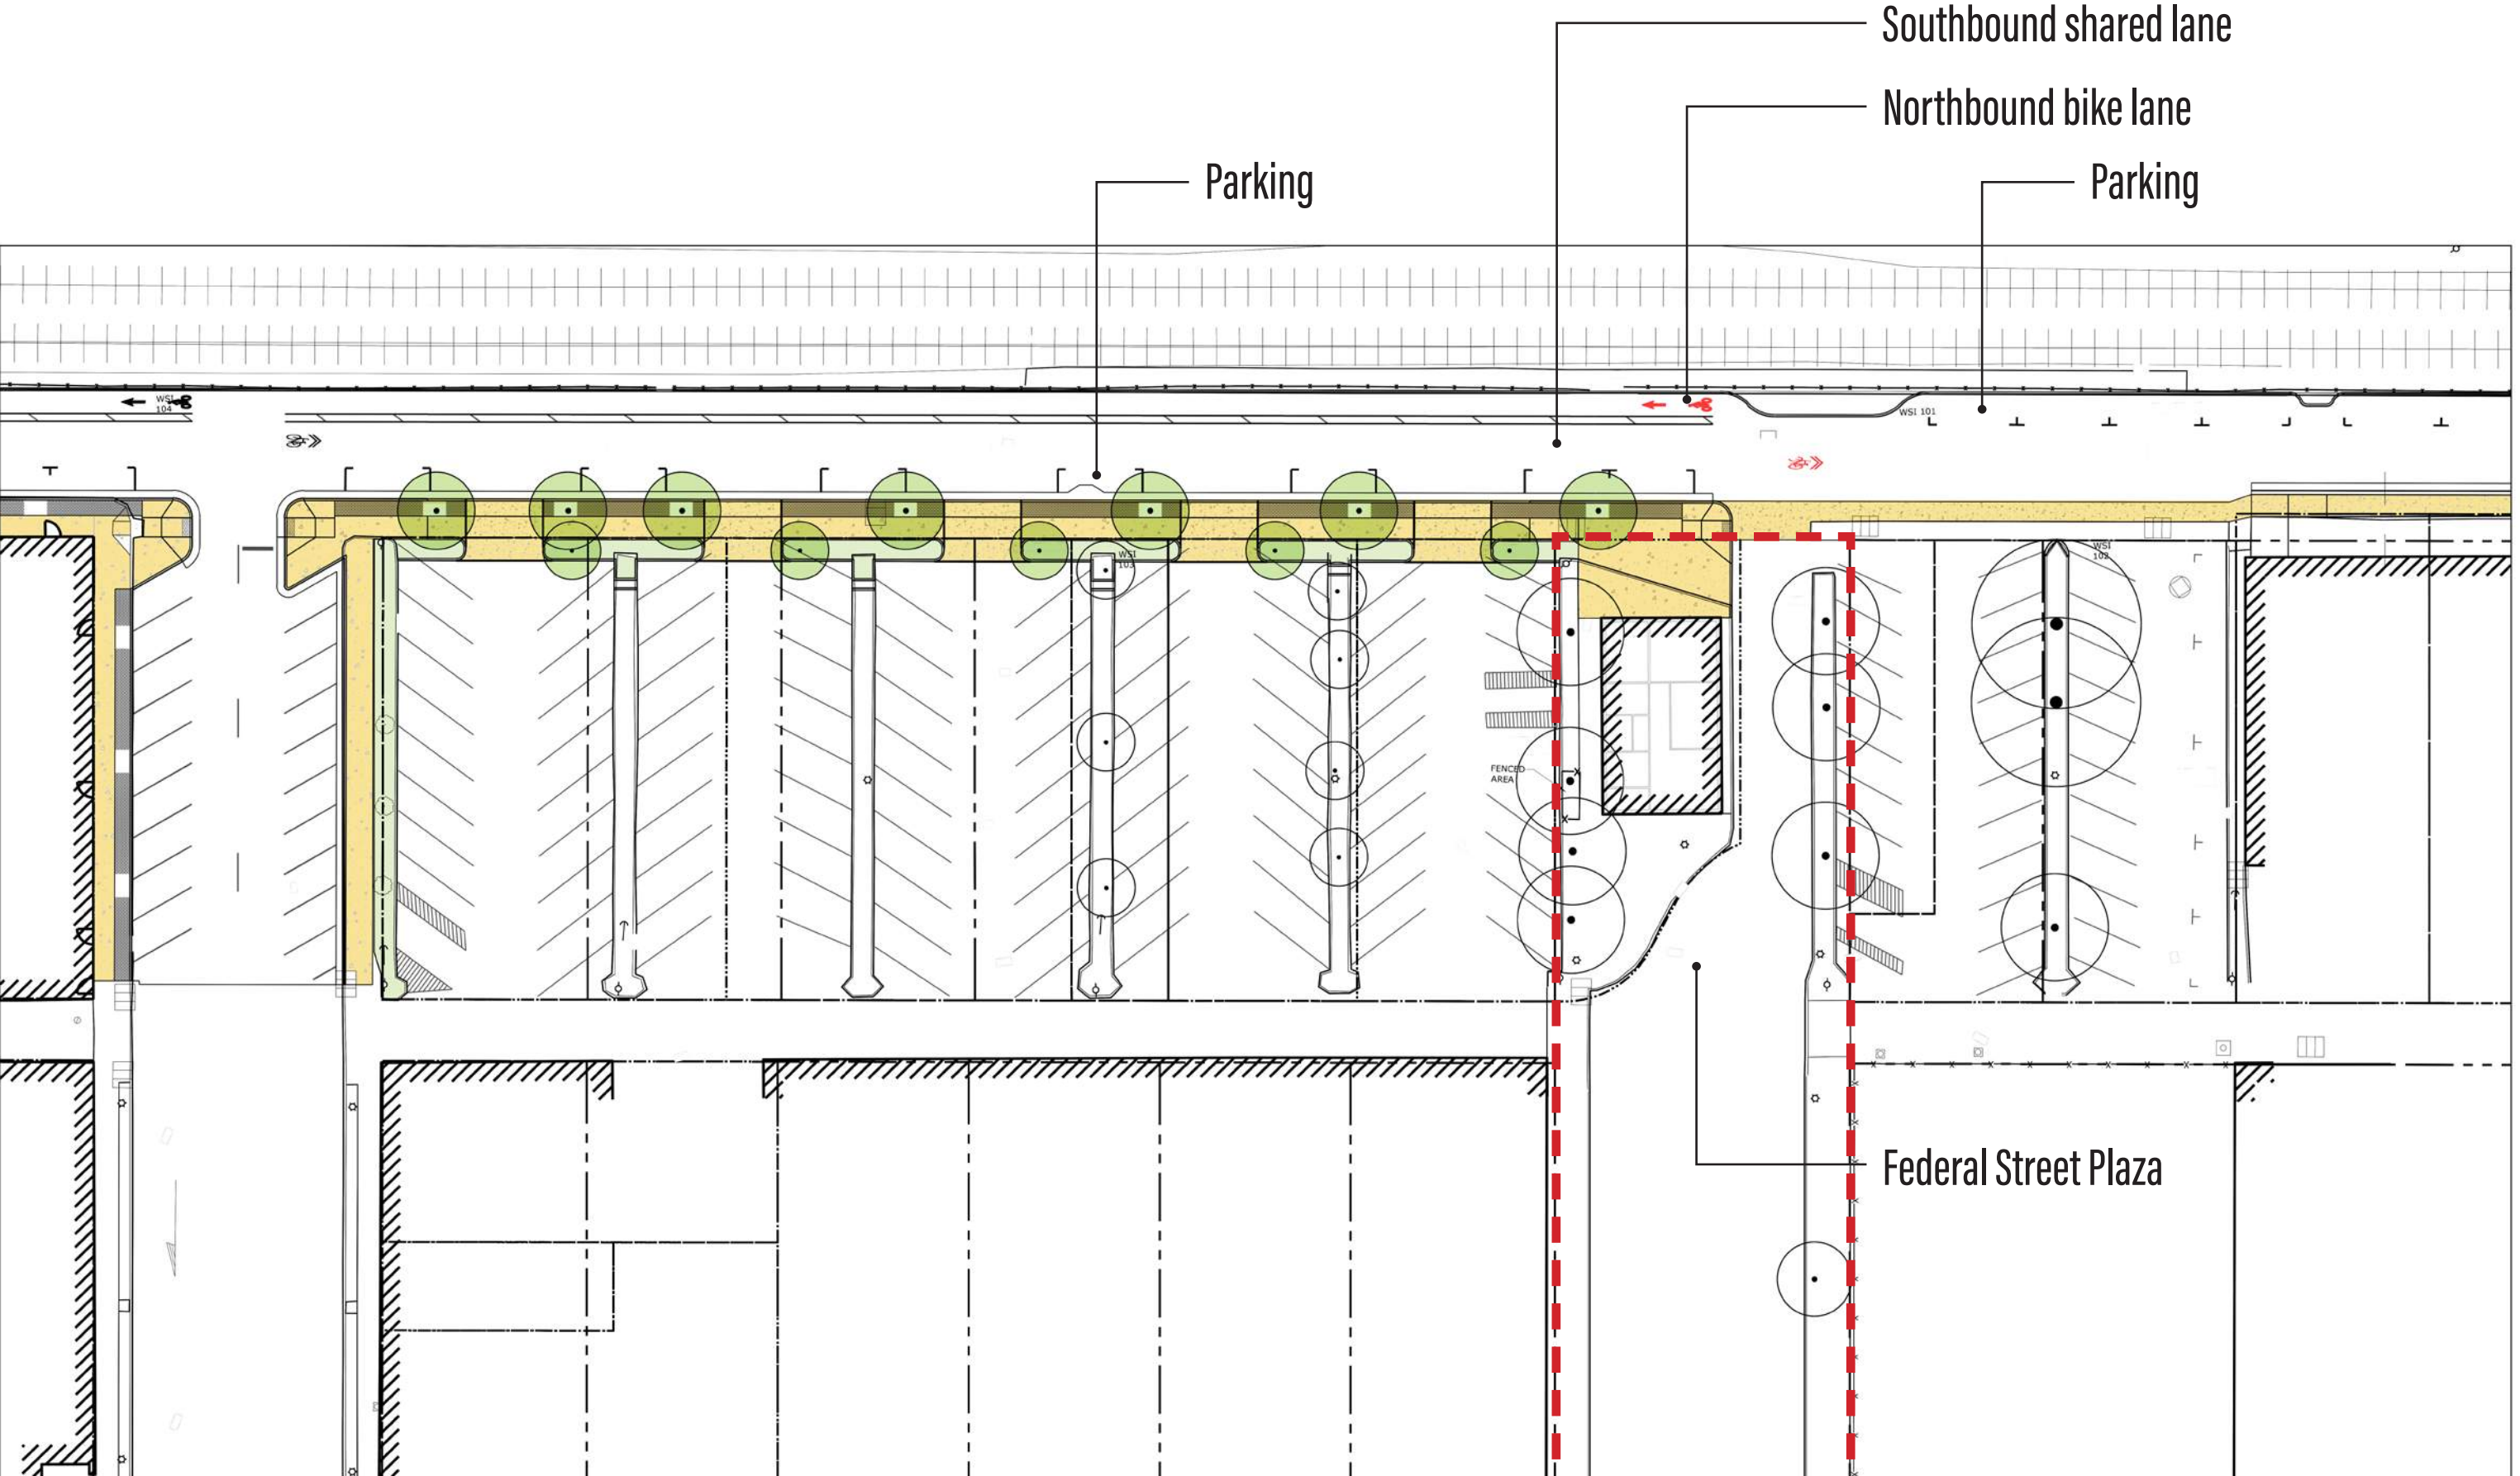 Southbound shared lane
Northbound bike lane
Parking
Parking
WSI
104
WSI 101
WSI
103
WSI
102
FENCED
AREA
Federal Street Plaza